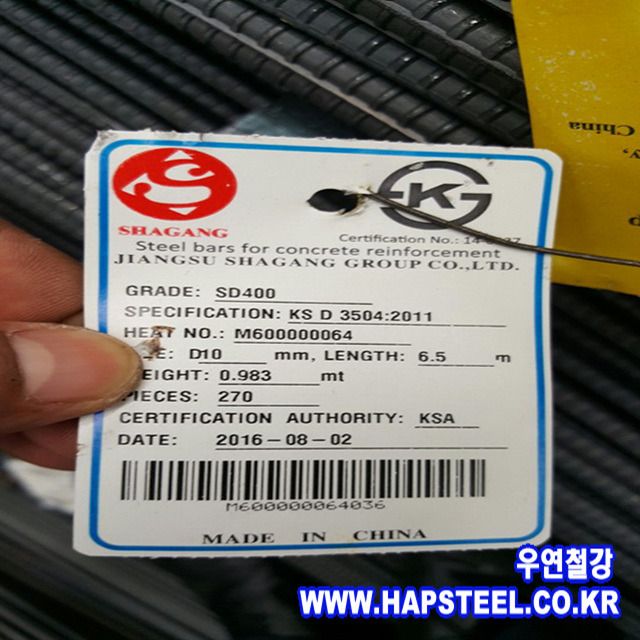 SHAGANG
Certification No.: 14
Steel bars for concrete reinforcement
JIANGSU SHAGANG GROUP CO.,LTD.
GRADE: SD400
SPECIFICATION: KS D 3504:2011
HEAT NO.: M600000064
D10 mm, LENGTH: 6.5 m
EIGHT: 0.983 mt
PIECES: 270
CERTIFICATION AUTHORITY: KSA
DATE: 2016-08-02
M600000064036
MADE IN CHINA
China
우연철강
WWW.HAPSTEEL.CO.KR